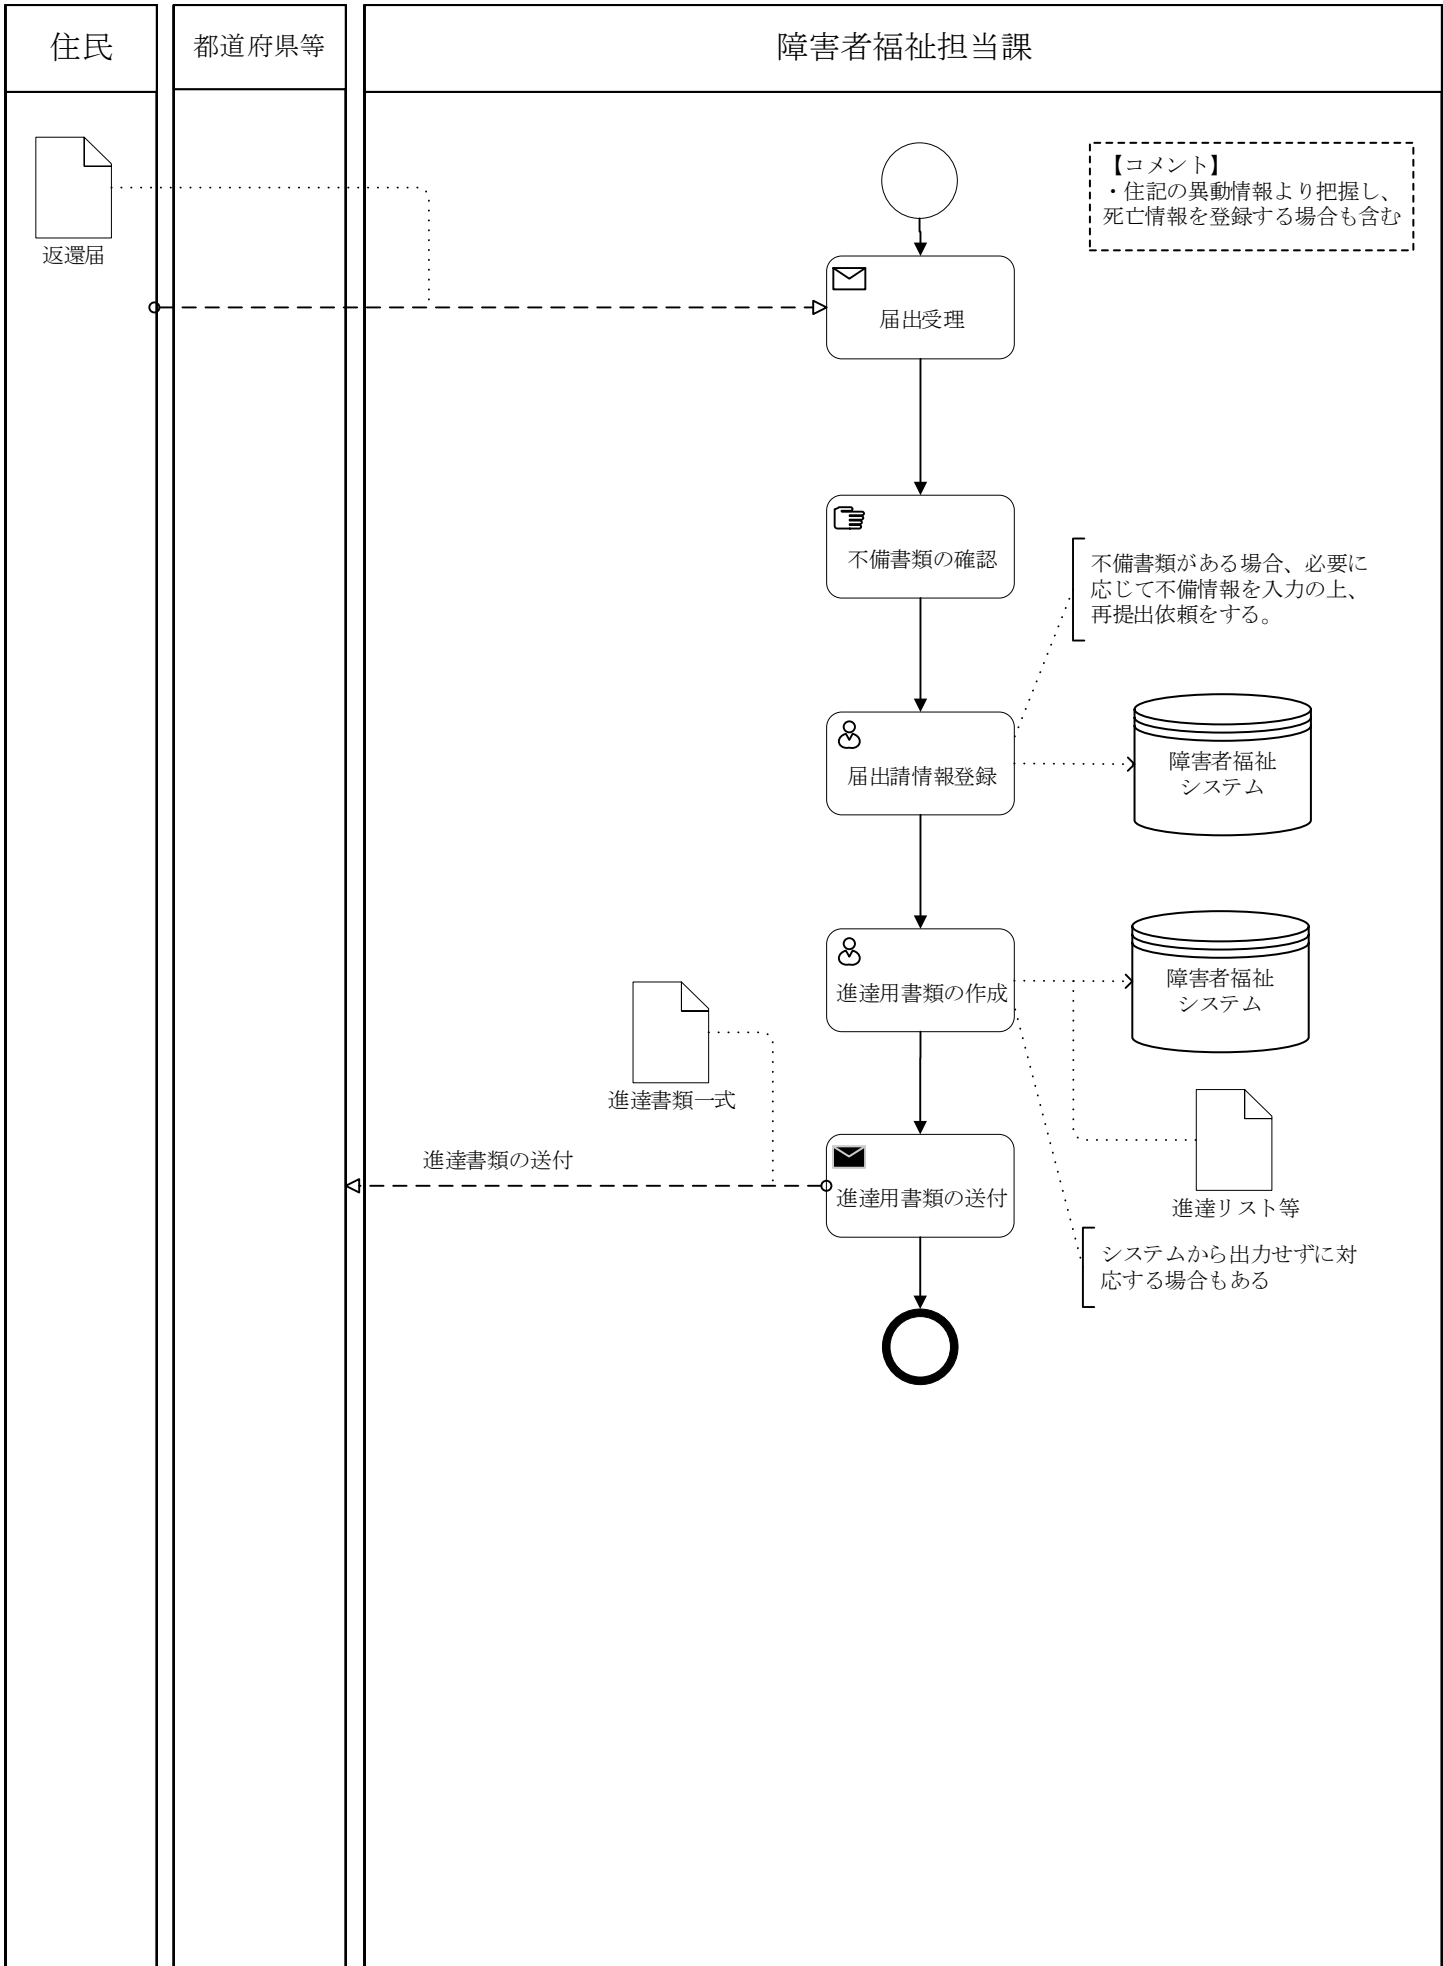 住民
都道府県等
障害者福祉担当課
返還届
【コメント】
・住記の異動情報より把握し、
死亡情報を登録する場合も含む
届出受理
不備書類の確認
不備書類がある場合、必要に
応じて不備情報を入力の上、
再提出依頼をする。
届出請情報登録
障害者福祉
システム
進達用書類の作成
障害者福祉
システム
進達書類一式
進達リスト等
進達書類の送付
進達用書類の送付
システムから出力せずに対
応する場合もある